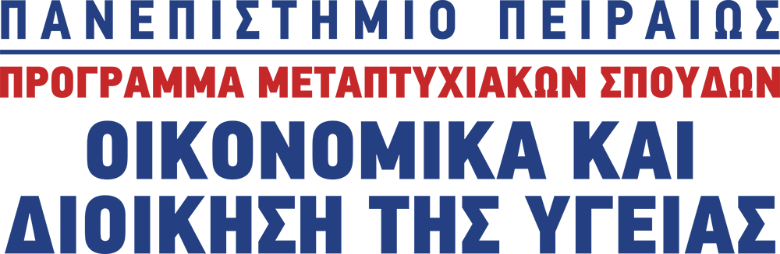 ΠΑΝΕΠΙΣΤΗΜΙΟ ΠΕΙΡΑΙΩΣ
ΠΡΟΓΡΑΜΜΑ ΜΕΤΑΠΤΥΧΙΑΚΩΝ ΣΠΟΥΔΩΝ
ΟΙΚΟΝΟΜΙΚΑ ΚΑΙ
ΔΙΟΙΚΗΣΗ ΤΗΣ ΥΓΕΙΑΣ